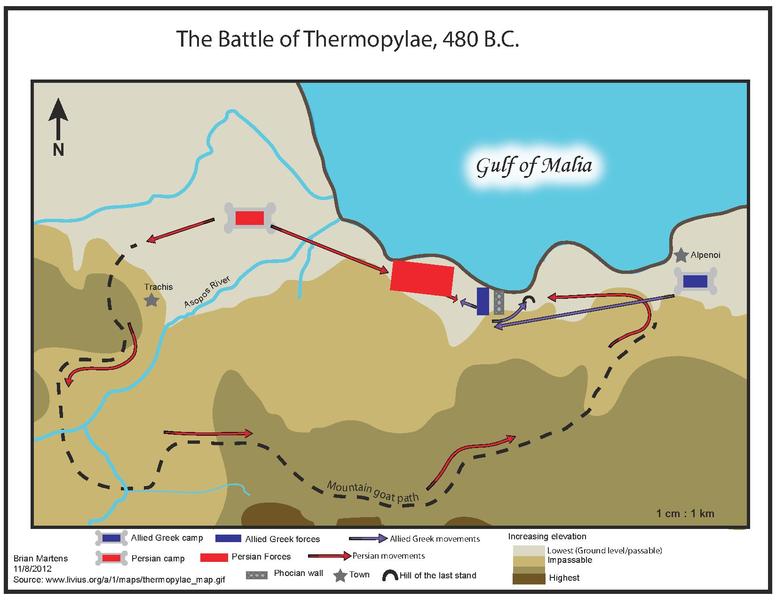 The Battle of Thermopylae, 480 B.C.
N
Gulf of Malia
Alpenoi
Trachis
Asopos River
Mountain goat path
1 cm : 1 km
Allied Greek camp
Allied Greek forces
Allied Greek movements
Persian camp
Persian Forces
Persian movements
Phocian wall
Town
Hill of the last stand
Increasing elevation
Lowest (Ground level/passable)
Impassable
Highest
Brian Martens
11/8/2012
Source: www.livius.org/a/1/maps/thermopylae_map.gif